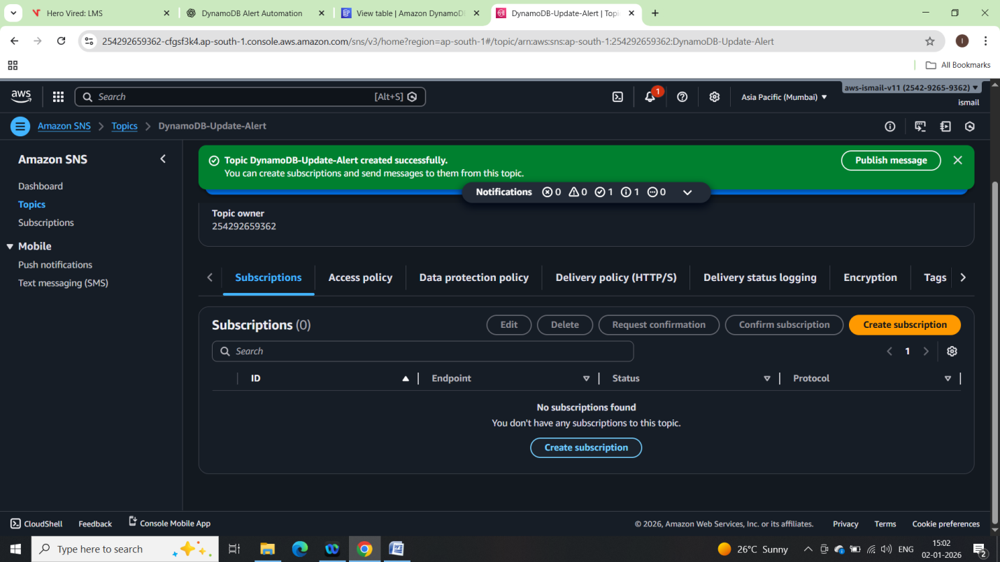 Hero Vired: LMS
DynamoDB Alert Automation
View table | Amazon DynamoD
DynamoDB-Update-Alert | Topi
254292659362-cfgsf3k4.ap-south-1.console.aws.amazon.com/sns/v3/home?region=ap-south-1#/topic/arn:aws:sns:ap-south-1:254292659362:DynamoDB-Update-Alert
I
All Bookmarks
aws
Search
[Alt+S]
1
Asia Pacific (Mumbai)
aws-ismail-v11 (2542-9265-9362)
ismail
Amazon SNS
Topics
DynamoDB-Update-Alert
Amazon SNS
Dashboard
Topics
Subscriptions
Mobile
Push notifications
Text messaging (SMS)
Topic DynamoDB-Update-Alert created successfully.
You can create subscriptions and send messages to them from this topic.
Publish message
Notifications 0 0 1 1 0
Topic owner
254292659362
Subscriptions
Access policy
Data protection policy
Delivery policy (HTTP/S)
Delivery status logging
Encryption
Tags
Subscriptions (0)
Edit
Delete
Request confirmation
Confirm subscription
Create subscription
Search
1
ID
Endpoint
Status
Protocol
No subscriptions found
You don't have any subscriptions to this topic.
Create subscription
CloudShell
Feedback
Console Mobile App
© 2026, Amazon Web Services, Inc. or its affiliates.
Privacy
Terms
Cookie preferences
Type here to search
26°C Sunny
ENG
15:02
02-01-2026
2